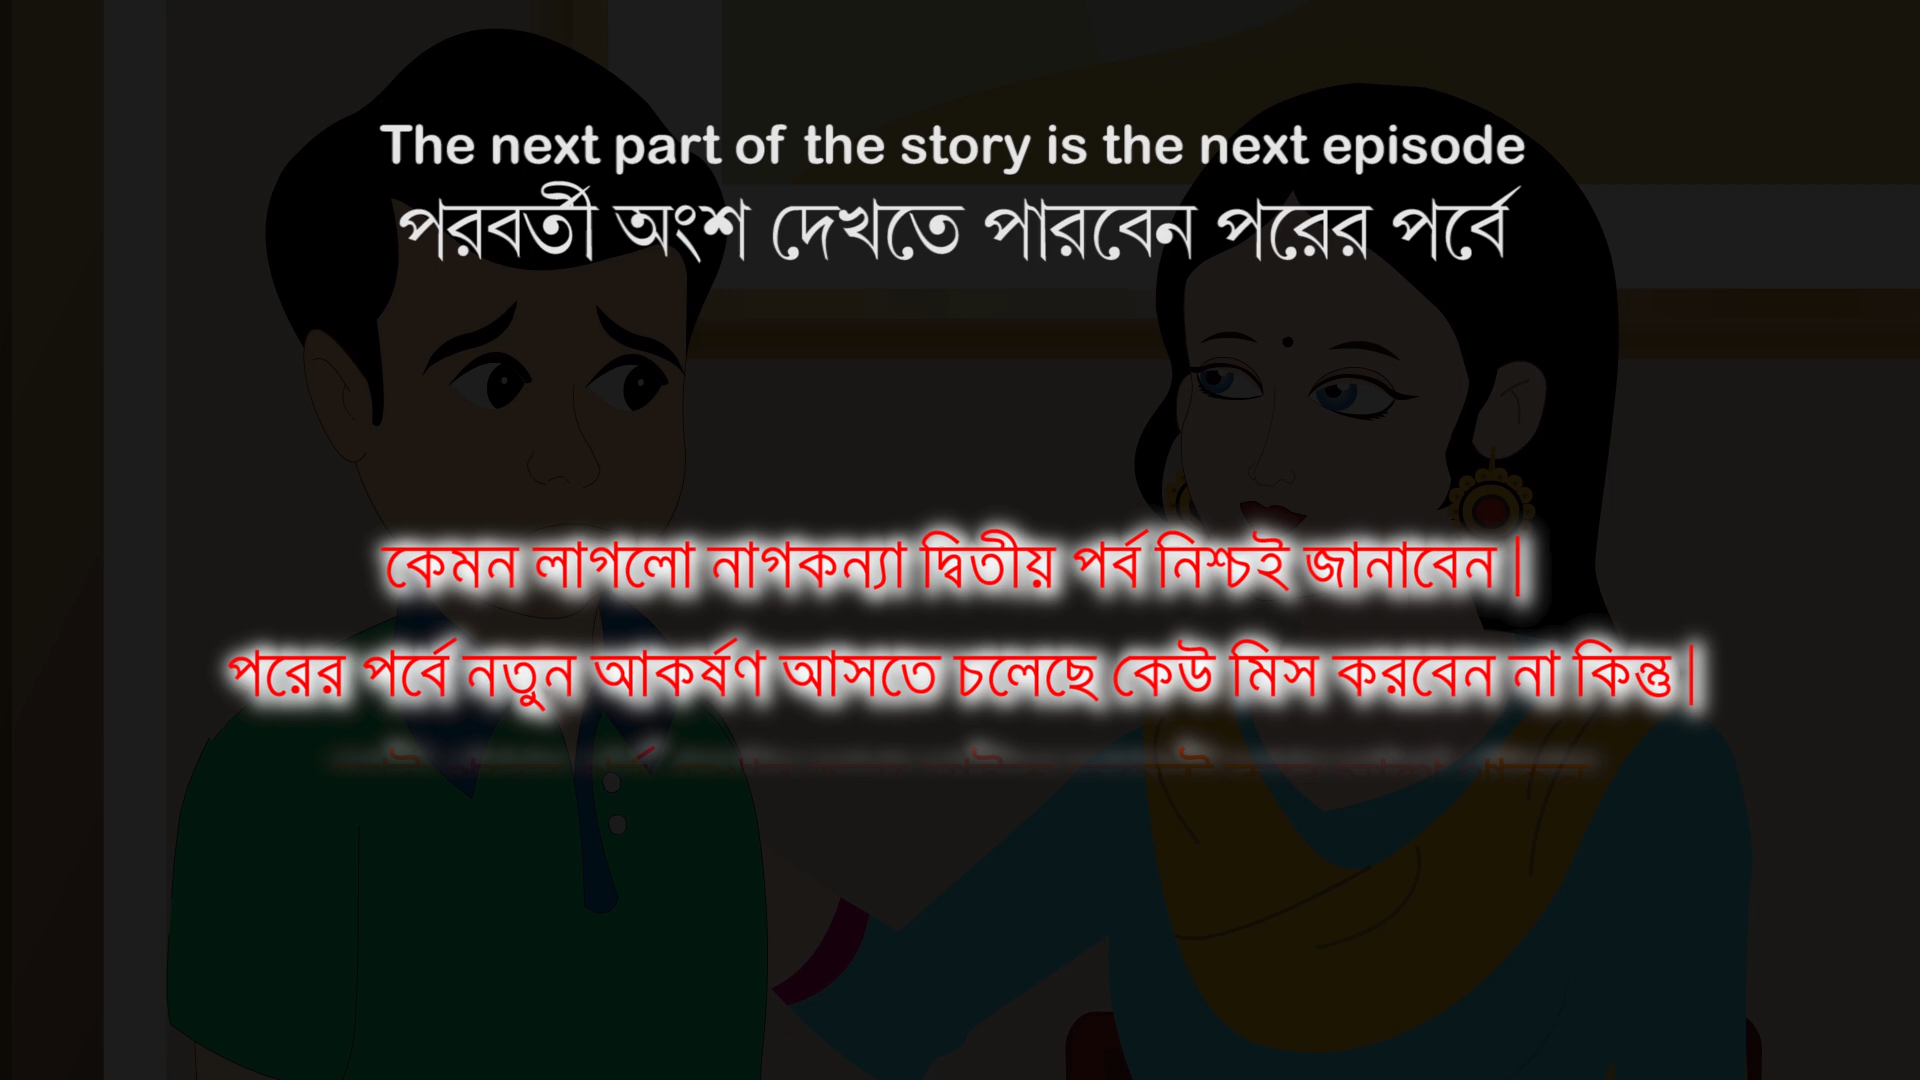 The next part of the story is the next episode
পরবর্তী অংশ দেখতে পারবেন পরের পর্বে
কেমন লাগলো নাগকন্যা দ্বিতীয় পর্ব নিশ্চই জানাবেন |
পরের পর্বে নতুন আকর্ষণ আসতে চলেছে কেউ মিস করবেন না কিন্তু |